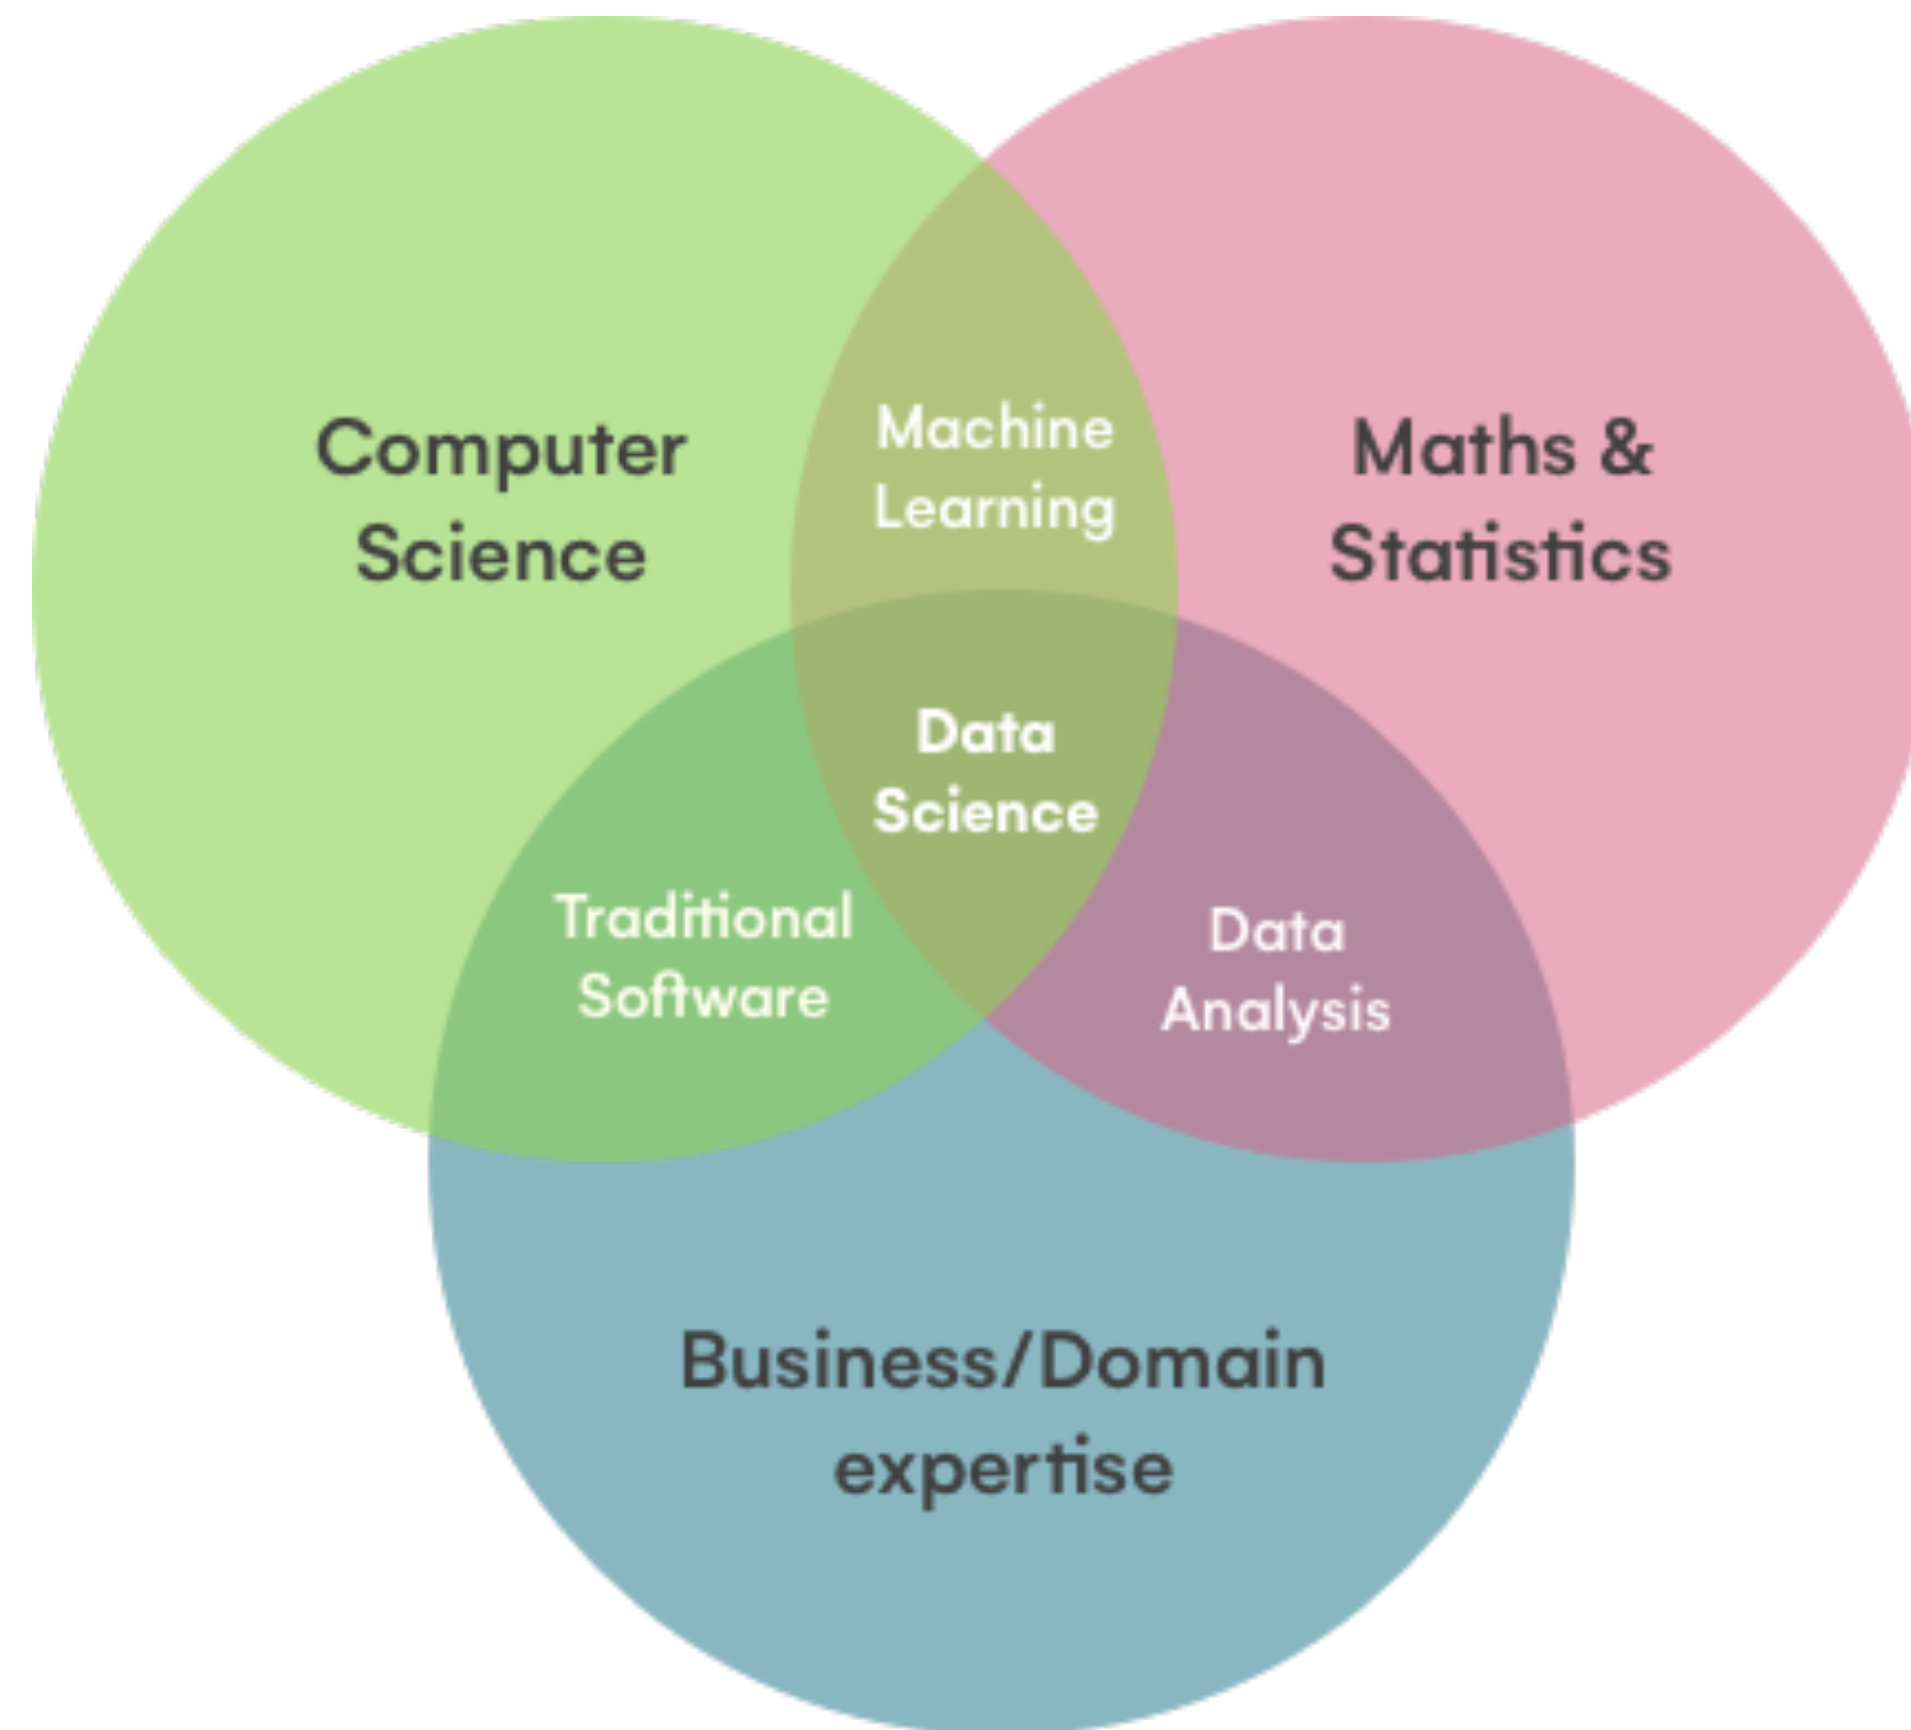 Computer
Science
Machine
Learning
Maths &
Statistics
Data
Science
Traditional
Software
Data
Analysis
Business/Domain
expertise